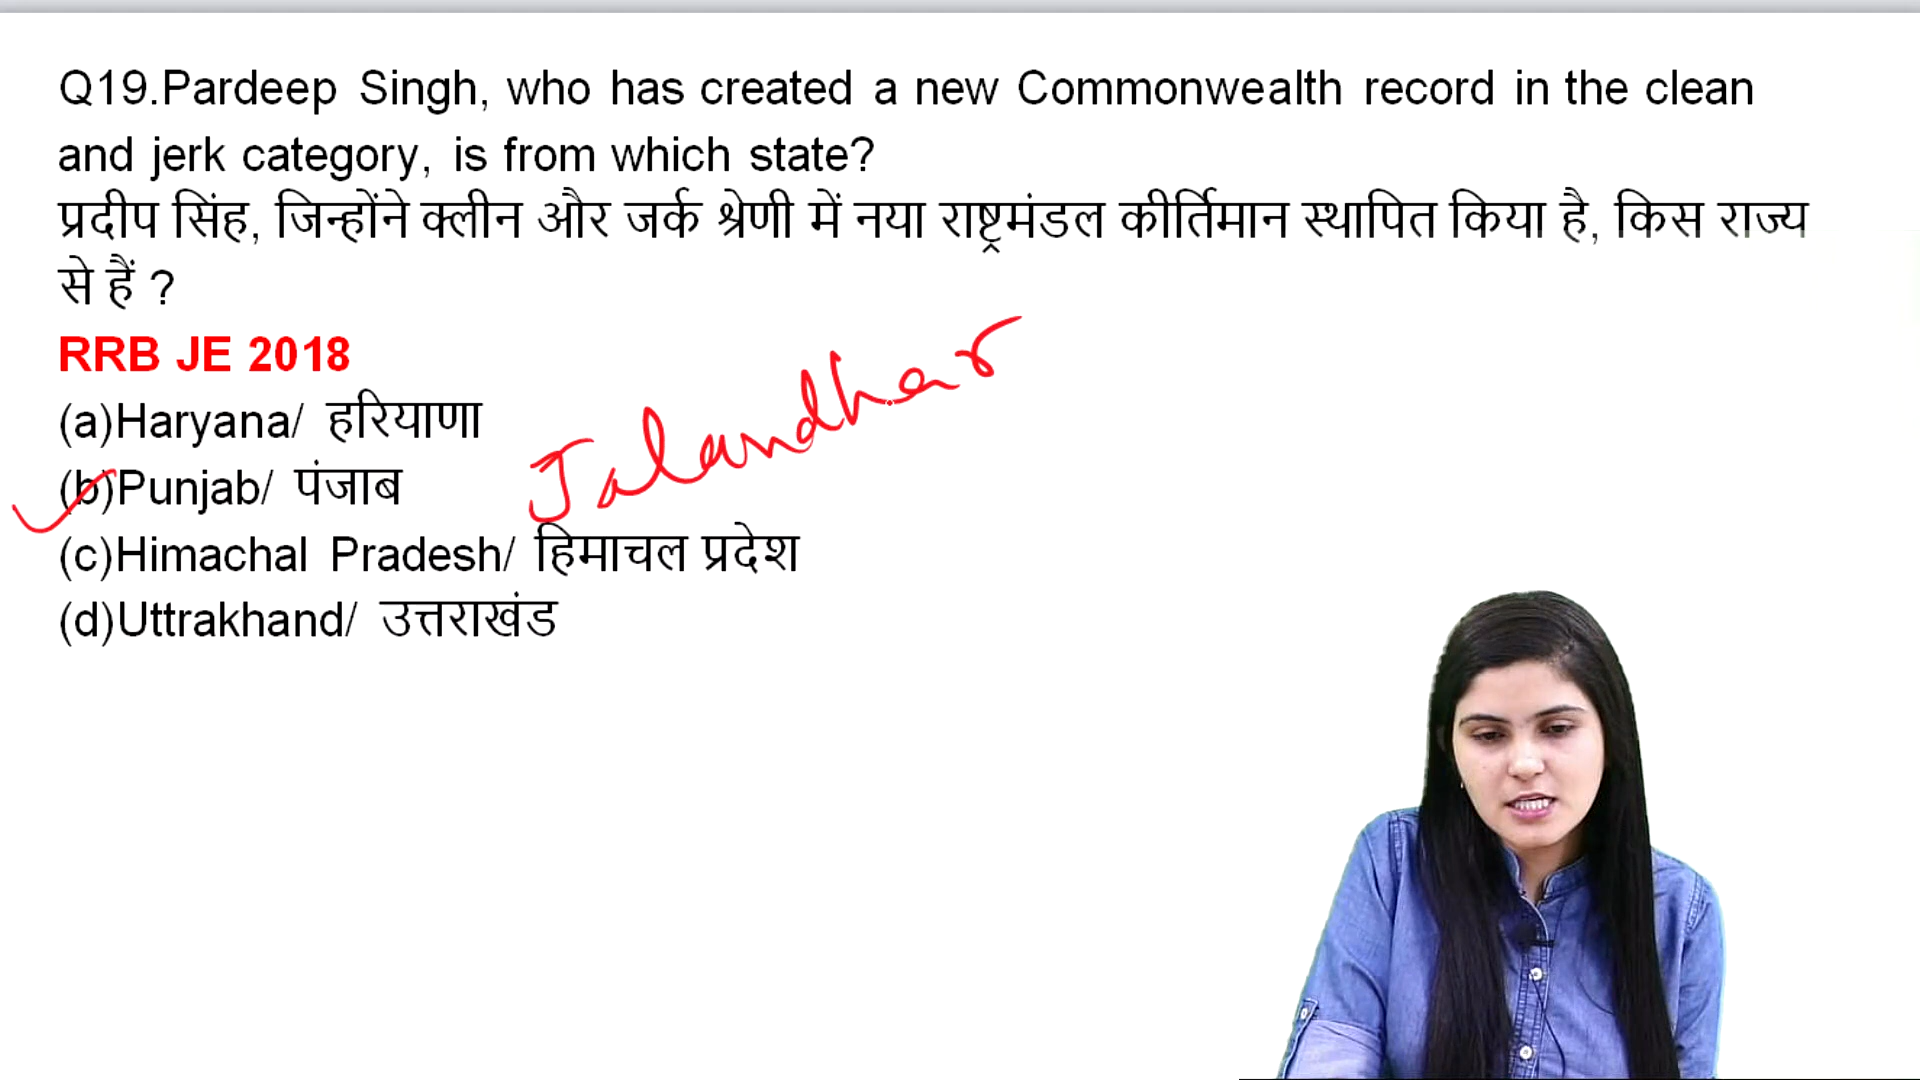 Q19.Pardeep Singh, who has created a new Commonwealth record in the clean
and jerk category, is from which state?
प्रदीप सिंह, जिन्होंने क्लीन और जर्क श्रेणी में नया राष्ट्रमंडल कीर्तिमान स्थापित किया है, किस राज्य
से हैं ?
RRB JE 2018
(a)Haryana/ हरियाणा
(b)Punjab/ पंजाब
Jalandhar
(c)Himachal Pradesh/ हिमाचल प्रदेश
(d)Uttrakhand/ उत्तराखंड